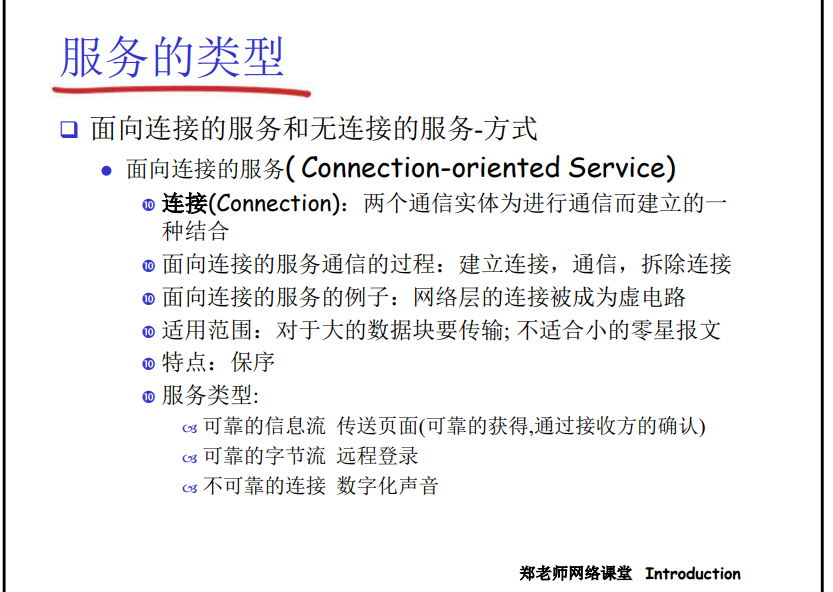 服务的类型
面向连接的服务和无连接的服务-方式
面向连接的服务( Connection-oriented Service)
连接(Connection)：两个通信实体为进行通信而建立的一
种结合
面向连接的服务通信的过程：建立连接，通信，拆除连接
面向连接的服务的例子：网络层的连接被成为虚电路
适用范围：对于大的数据块要传输; 不适合小的零星报文
特点：保序
服务类型:
可靠的信息流 传送页面(可靠的获得,通过接收方的确认)
可靠的字节流 远程登录
不可靠的连接 数字化声音
郑老师网络课堂 Introduction